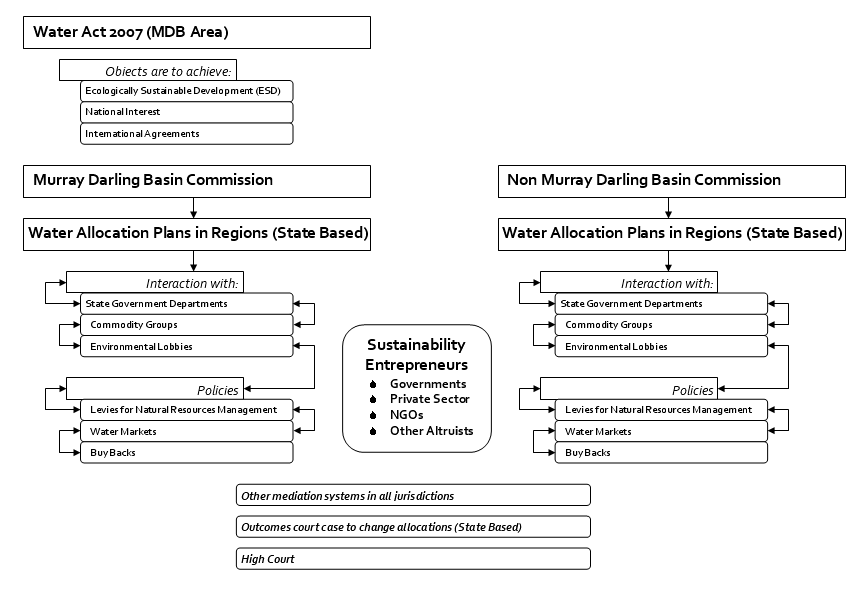 Water Act 2007 (MDB Area)
Objects are to achieve:
Ecologically Sustainable Development (ESD)
National Interest
International Agreements
Murray Darling Basin Commission
Water Allocation Plans in Regions (State Based)
Interaction with:
State Government Departments
Commodity Groups
Environmental Lobbies
Policies
Levies for Natural Resources Management
Water Markets
Buy Backs
Sustainability
Entrepreneurs
Governments
Private Sector
NGOs
Other Altruists
Non Murray Darling Basin Commission
Water Allocation Plans in Regions (State Based)
Interaction with:
State Government Departments
Commodity Groups
Environmental Lobbies
Policies
Levies for Natural Resources Management
Water Markets
Buy Backs
Other mediation systems in all jurisdictions
Outcomes court case to change allocations (State Based)
High Court